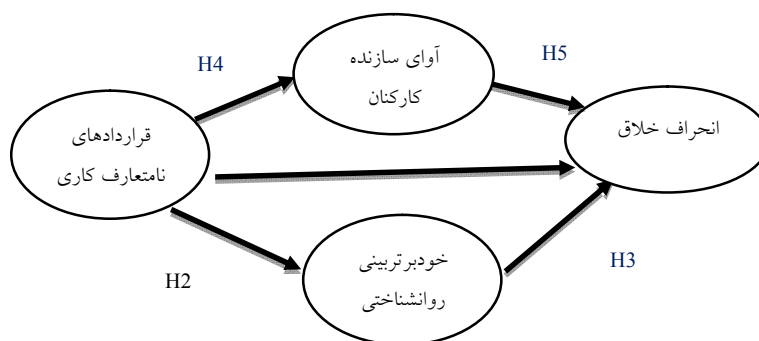 آوای سازنده
کارکنان
H4
H5
قراردادهای
نامتعارف کاری
انحراف خلاق
خودبرتربینی
روانشناختی
H2
H3